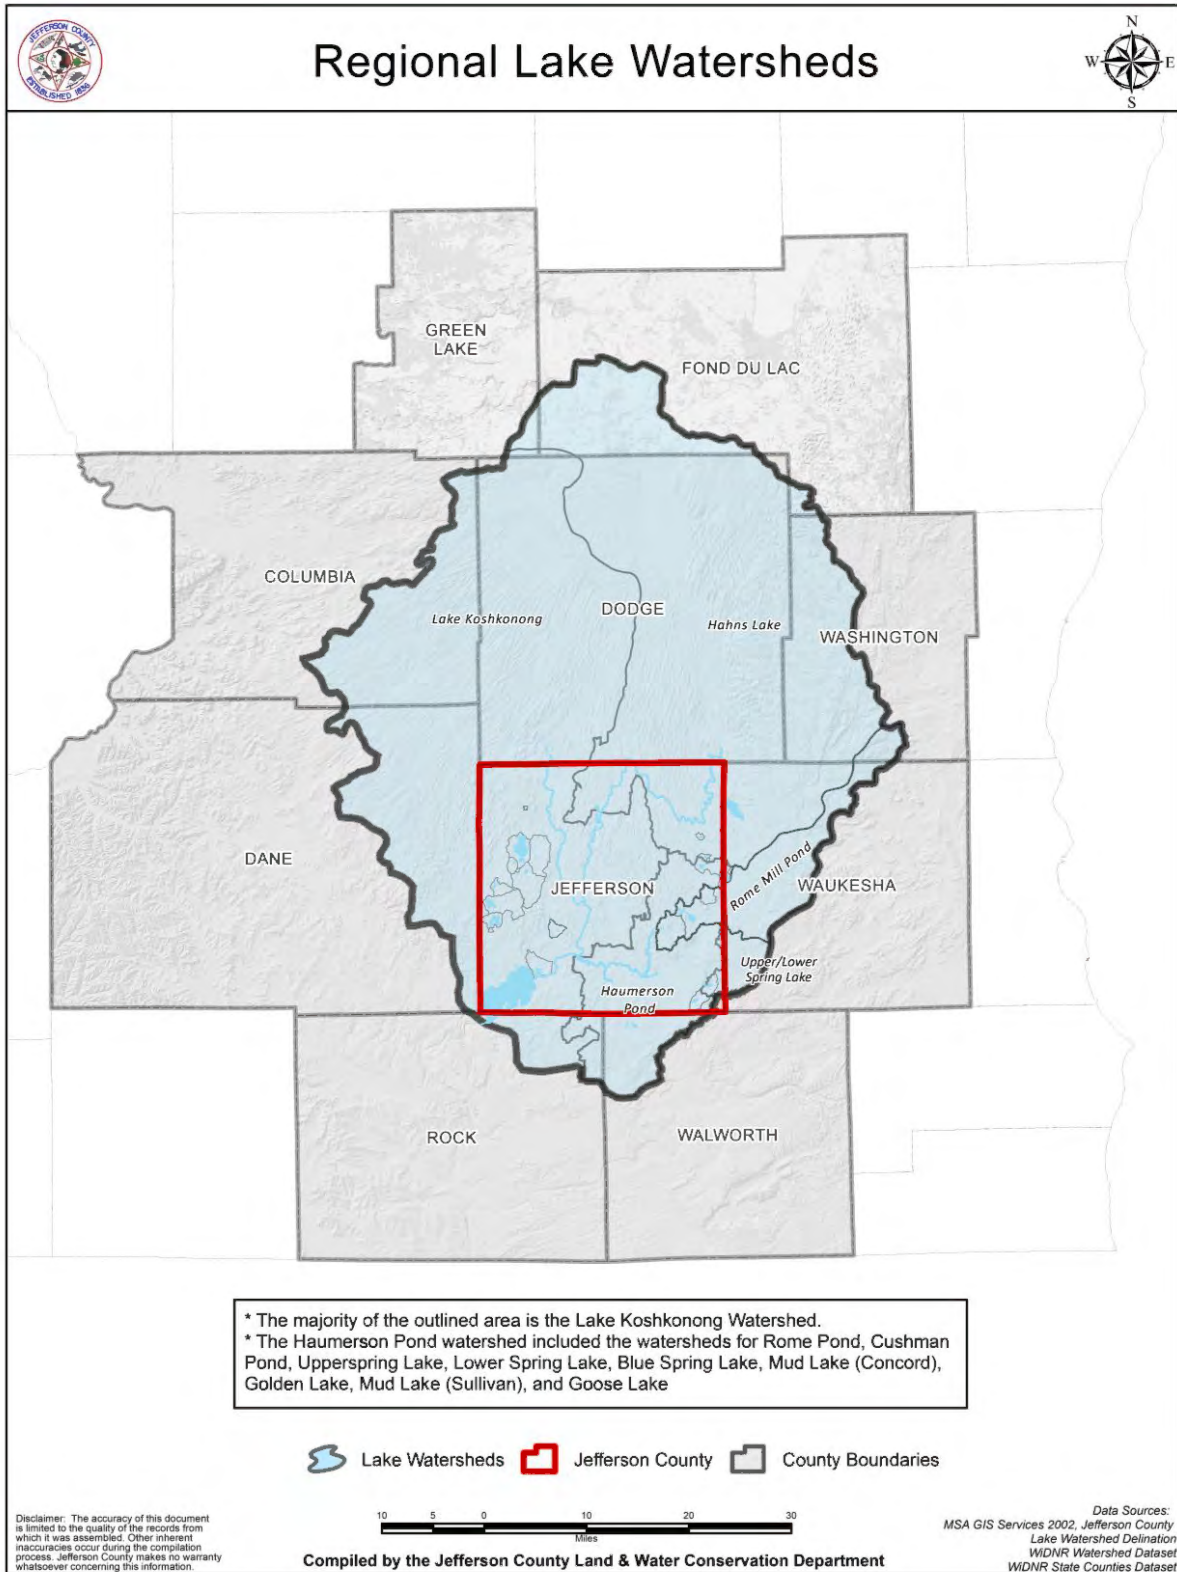 JEFFERSON COUNTY
ESTABLISHED 1836
Regional Lake Watersheds
N
W
E
S
GREEN
LAKE
FOND DU LAC
COLUMBIA
Lake Koshkonong
DODGE
Hahns Lake
WASHINGTON
DANE
JEFFERSON
Rome Mill Pond
WAUKESHA
Upper/Lower
Spring Lake
Haumerson
Pond
ROCK
WALWORTH
* The majority of the outlined area is the Lake Koshkonong Watershed.
* The Haumerson Pond watershed included the watersheds for Rome Pond, Cushman
Pond, Upperspring Lake, Lower Spring Lake, Blue Spring Lake, Mud Lake (Concord),
Golden Lake, Mud Lake (Sullivan), and Goose Lake
Lake Watersheds
Jefferson County
County Boundaries
Disclaimer: The accuracy of this document
is limited to the quality of the records from
which it was assembled. Other inherent
inaccuracies occur during the compilation
process. Jefferson County makes no warranty
whatsoever concerning this information.
10 5 0 10 20 30
Miles
Compiled by the Jefferson County Land & Water Conservation Department
Data Sources:
MSA GIS Services 2002, Jefferson County
Lake Watershed Delination
WiDNR Watershed Dataset
WiDNR State Counties Dataset